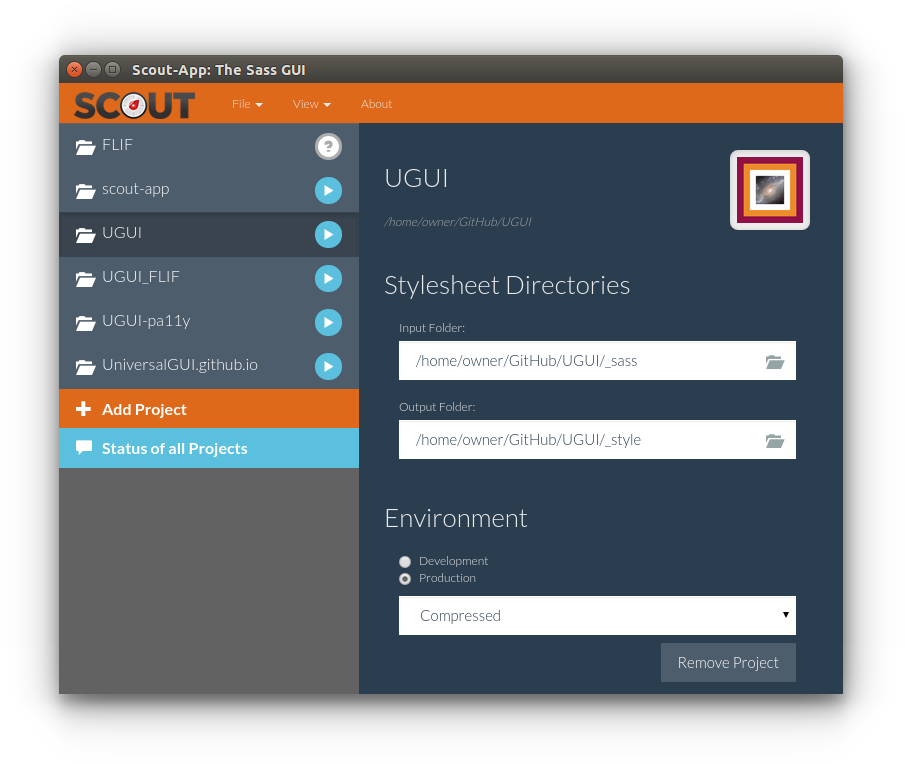 Scout-App: The Sass GUI
SCOUT
File
View
About
FLIF
?
scout-app
UGUI
UGUI_FLIF
UGUI-pa11y
UniversalGUI.github.io
Add Project
Status of all Projects
UGUI
/home/owner/GitHub/UGUI
Stylesheet Directories
Input Folder:
/home/owner/GitHub/UGUI/_sass
Output Folder:
/home/owner/GitHub/UGUI/_style
Environment
Development
Production
Compressed
Remove Project